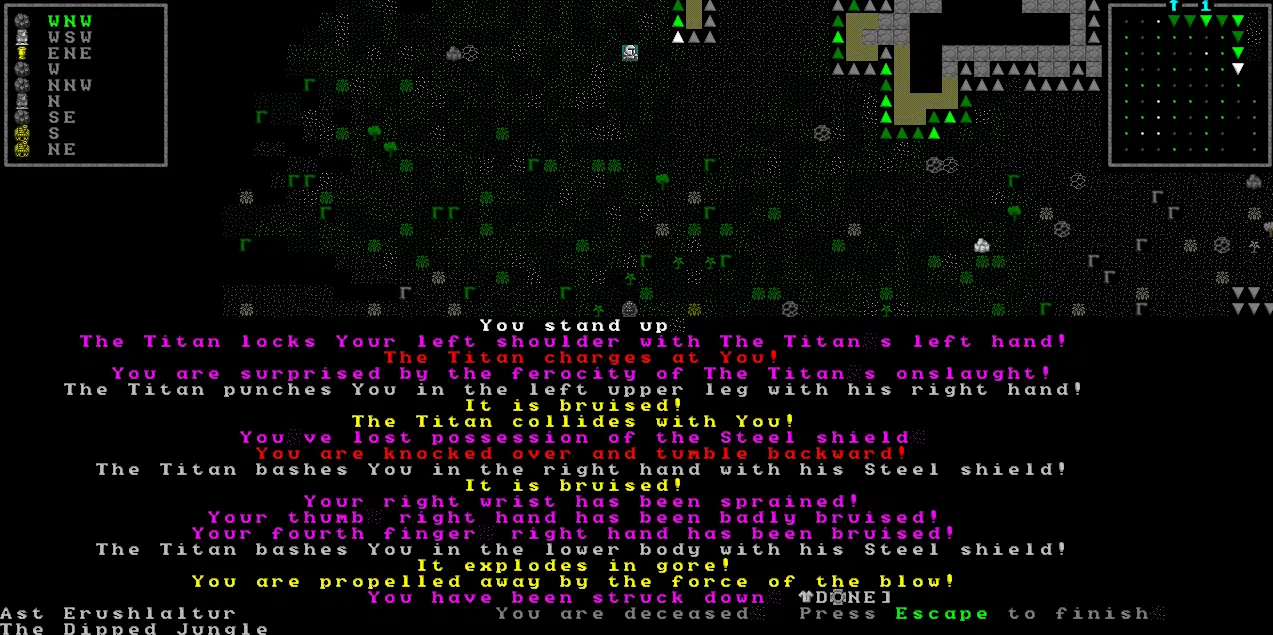 WNW
WSW
ENE
W
NNW
N
SE
S
NE
1
You stand up
The Titan locks Your left shoulder with The Titan s left hand!
The Titan charges at You!
You are surprised by the ferocity of The Titan s onslaught!
The Titan punches You in the left upper leg with his right hand!
It is bruised!
The Titan collides with You!
You ve lost possession of the Steel shield
You are knocked over and tumble backward!
The Titan bashes You in the right hand with his Steel shield!
It is bruised!
Your right wrist has been sprained!
Your thumb right hand has been badly bruised!
Your fourth finger right hand has been bruised!
The Titan bashes You in the lower body with his Steel shield!
It explodes in gore!
You are propelled away by the force of the blow!
You have been struck down
DONE]
Ast Erushlaltur
You are deceased Press Escape to finish
The Dipped Jungle